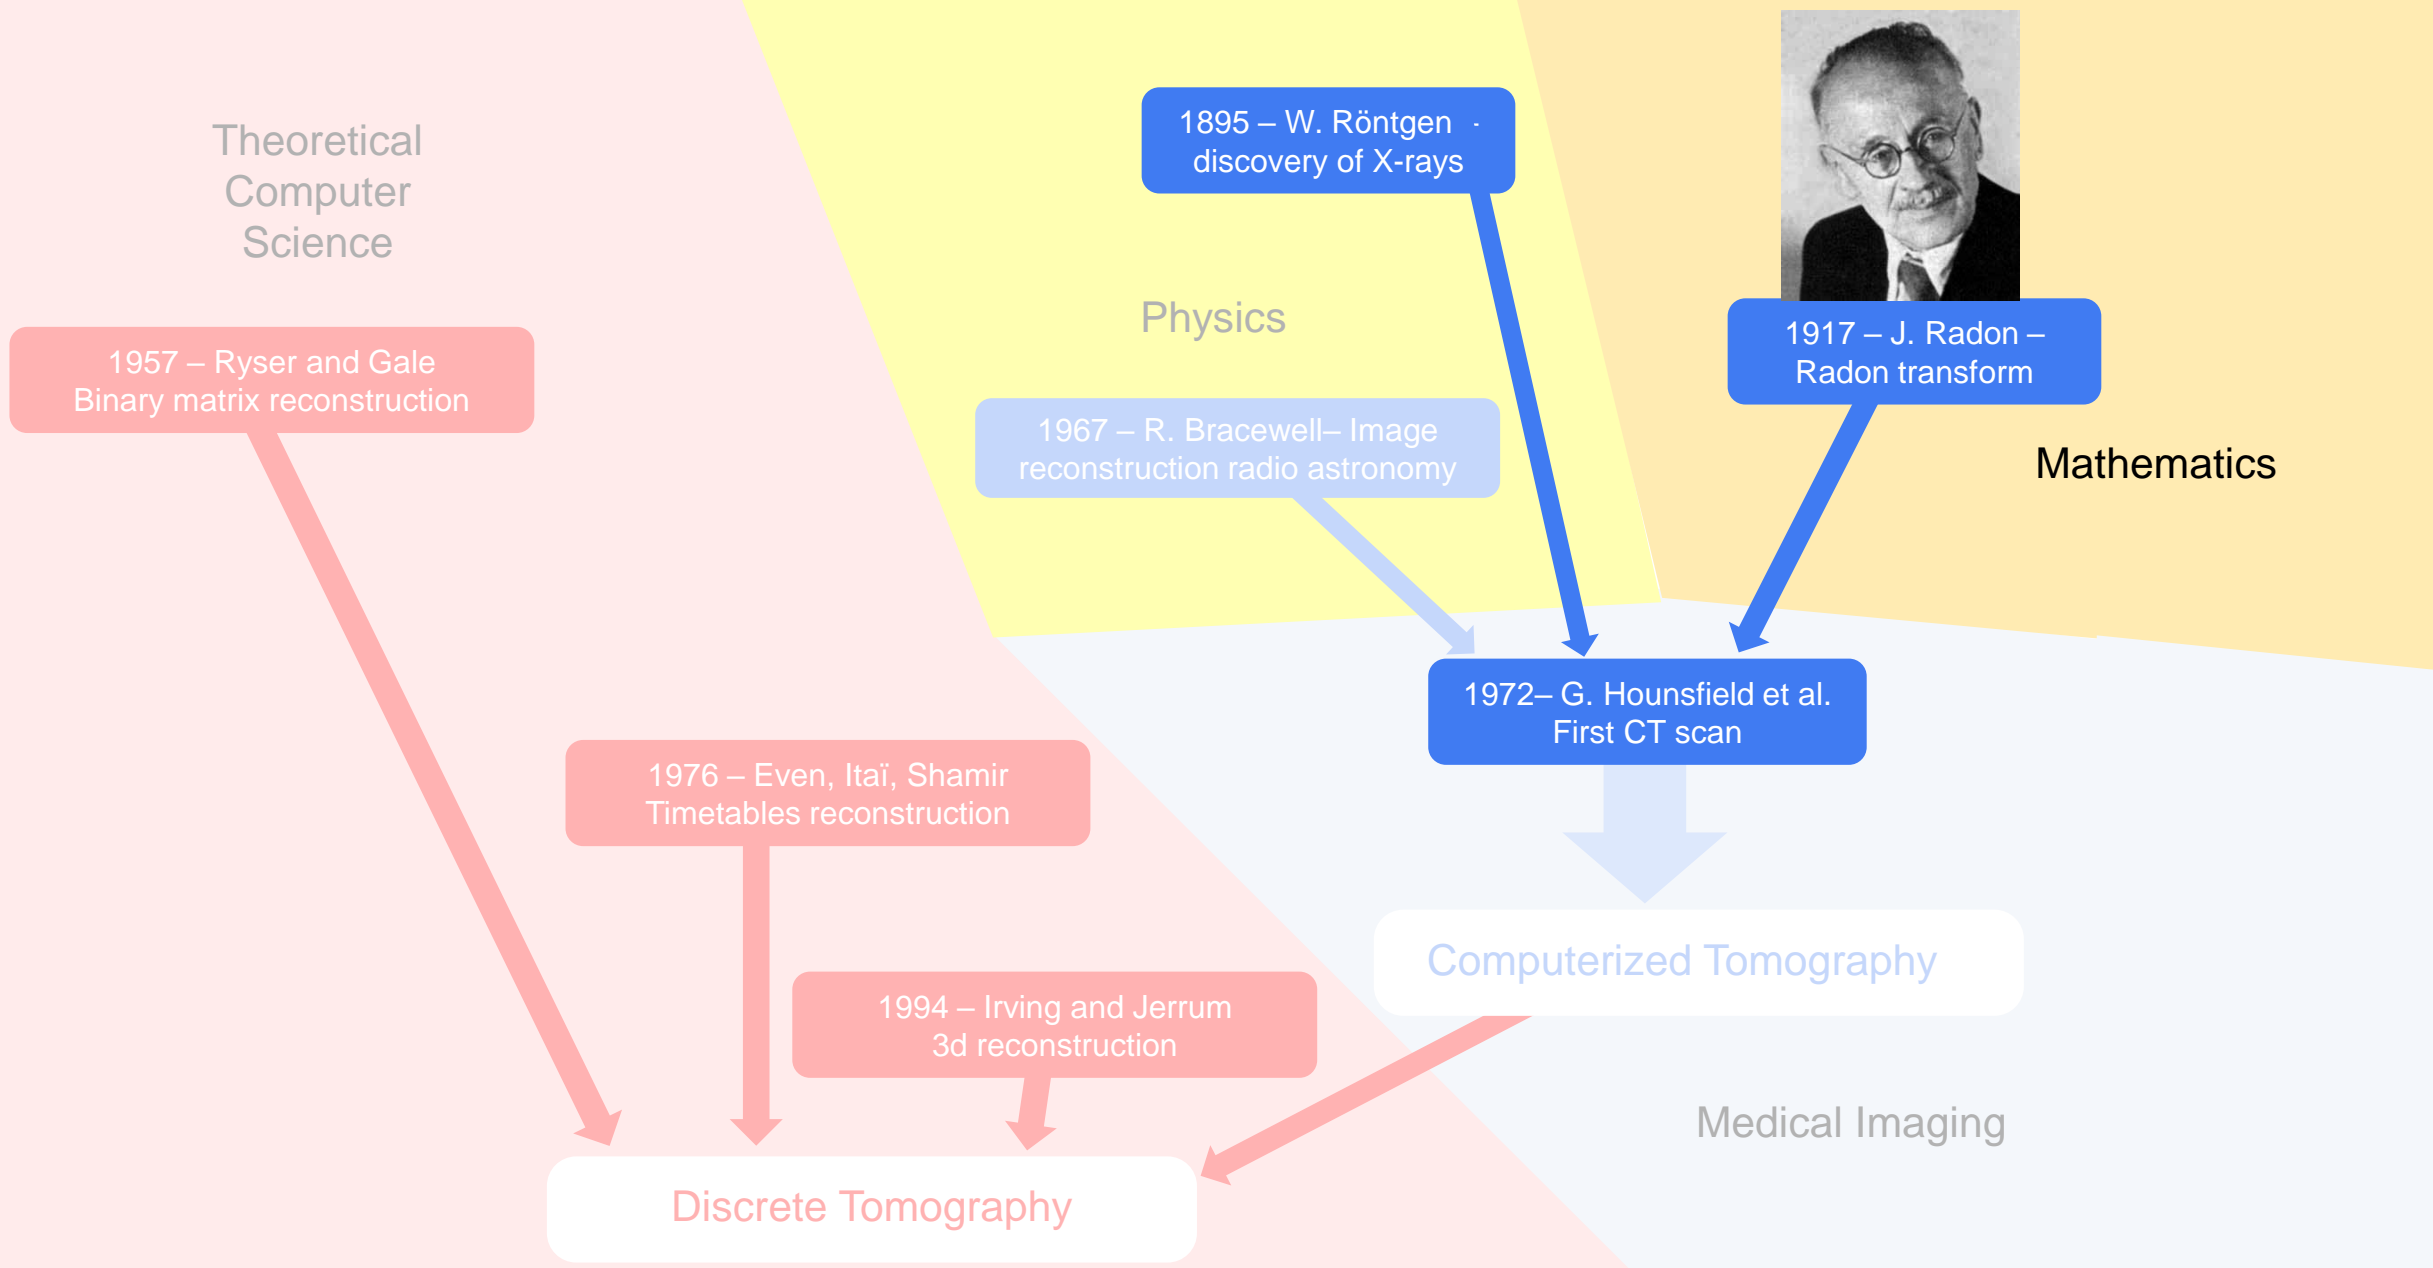 Theoretical
Computer
Science
1895 – W. Röntgen -
discovery of X-rays
Physics
1917 – J. Radon –
Radon transform
1957 – Ryser and Gale
Binary matrix reconstruction
1967 – R. Bracewell– Image
reconstruction radio astronomy
Mathematics
1972– G. Hounsfield et al.
First CT scan
1976 – Even, Itaï, Shamir
Timetables reconstruction
Computerized Tomography
1994 – Irving and Jerrum
3d reconstruction
Medical Imaging
Discrete Tomography